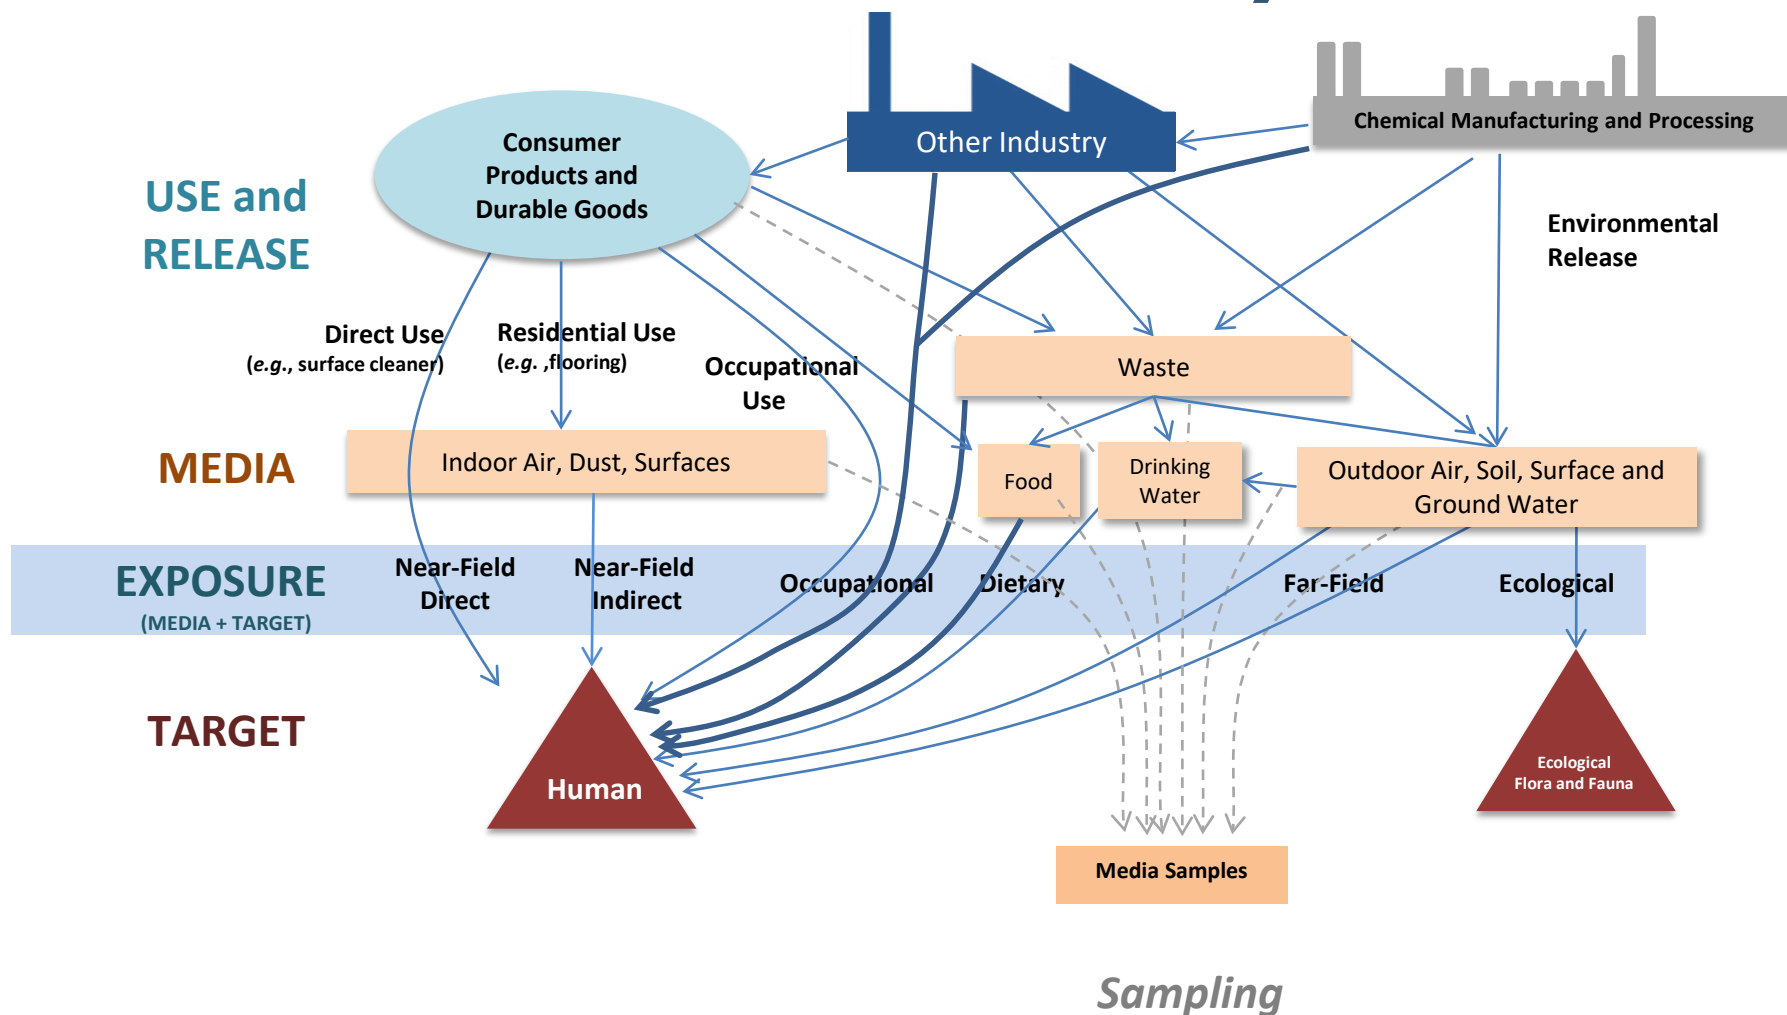 Other Industry
Chemical Manufacturing and Processing
Consumer
Products and
Durable Goods
USE and
RELEASE
Environmental
Release
Direct Use
(e.g., surface cleaner)
Residential Use
(e.g. ,flooring)
Occupational
Use
Waste
MEDIA
Indoor Air, Dust, Surfaces
Food
Drinking
Water
Outdoor Air, Soil, Surface and
Ground Water
EXPOSURE
(MEDIA + TARGET)
Near-Field
Direct
Near-Field
Indirect
Occupational
Dietary
Far-Field
Ecological
TARGET
Human
Ecological
Flora and Fauna
Media Samples
Sampling